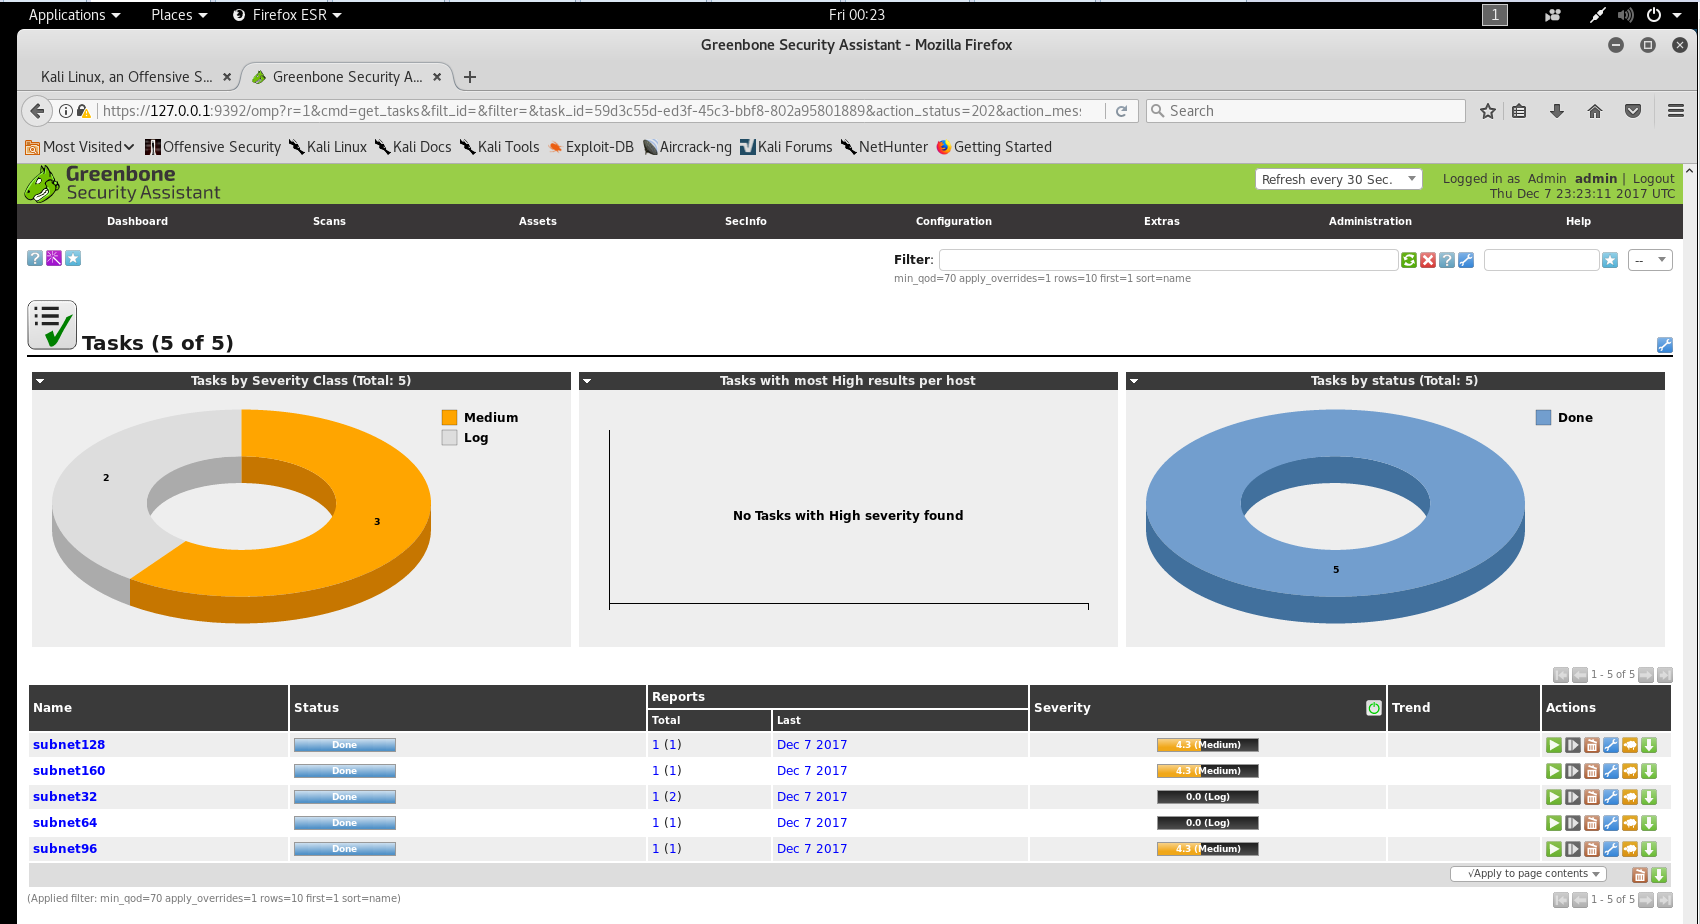 Applications Places Firefox ESR Fri 00:23 1
Greenbone Security Assistant - Mozilla Firefox
Kali Linux, an Offensive S... Greenbone Security A...
https://127.0.0.1:9392/omp?r=1&cmd=get_tasks&filt_id=&filter=&task_id=59d3c55d-ed3f-45c3-bbf8-802a95801889&action_status=202&action_mes Search
Most Visited Offensive Security Kali Linux Kali Docs Kali Tools Exploit-DB Aircrack-ng Kali Forums NetHunter Getting Started
Greenbone
Security Assistant
Refresh every 30 Sec.
Logged in as Admin admin | Logout
Thu Dec 7 23:23:11 2017 UTC
Dashboard Scans Assets SecInfo Configuration Extras Administration Help
Filter: --
min_qod=70 apply_overrides=1 rows=10 first=1 sort=name
Tasks (5 of 5)
Tasks by Severity Class (Total: 5)
Medium
Log
2
3
Tasks with most High results per host
No Tasks with High severity found
Tasks by status (Total: 5)
Done
5
1 - 5 of 5
Name Status Reports Severity Trend Actions
Total Last
subnet128 Done 1 (1) Dec 7 2017 4.3 (Medium)
subnet160 Done 1 (1) Dec 7 2017 4.3 (Medium)
subnet32 Done 1 (2) Dec 7 2017 0.0 (Log)
subnet64 Done 1 (1) Dec 7 2017 0.0 (Log)
subnet96 Done 1 (1) Dec 7 2017 4.3 (Medium)
√Apply to page contents
(Applied filter: min_qod=70 apply_overrides=1 rows=10 first=1 sort=name) 1 - 5 of 5